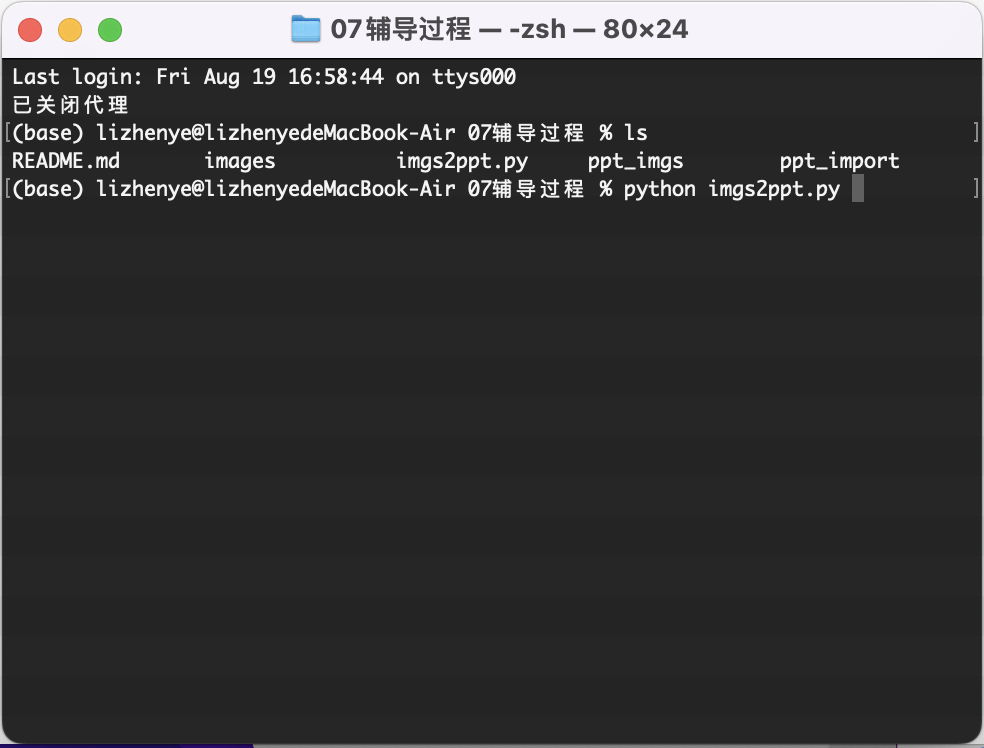 07辅导过程 — -zsh — 80×24
Last login: Fri Aug 19 16:58:44 on ttys000
已关闭代理
[(base) lizhenye@lizhenyedeMacBook-Air 07辅导过程 % ls ]
README.md images imgs2ppt.py ppt_imgs ppt_import
[(base) lizhenye@lizhenyedeMacBook-Air 07辅导过程 % python imgs2ppt.py ]